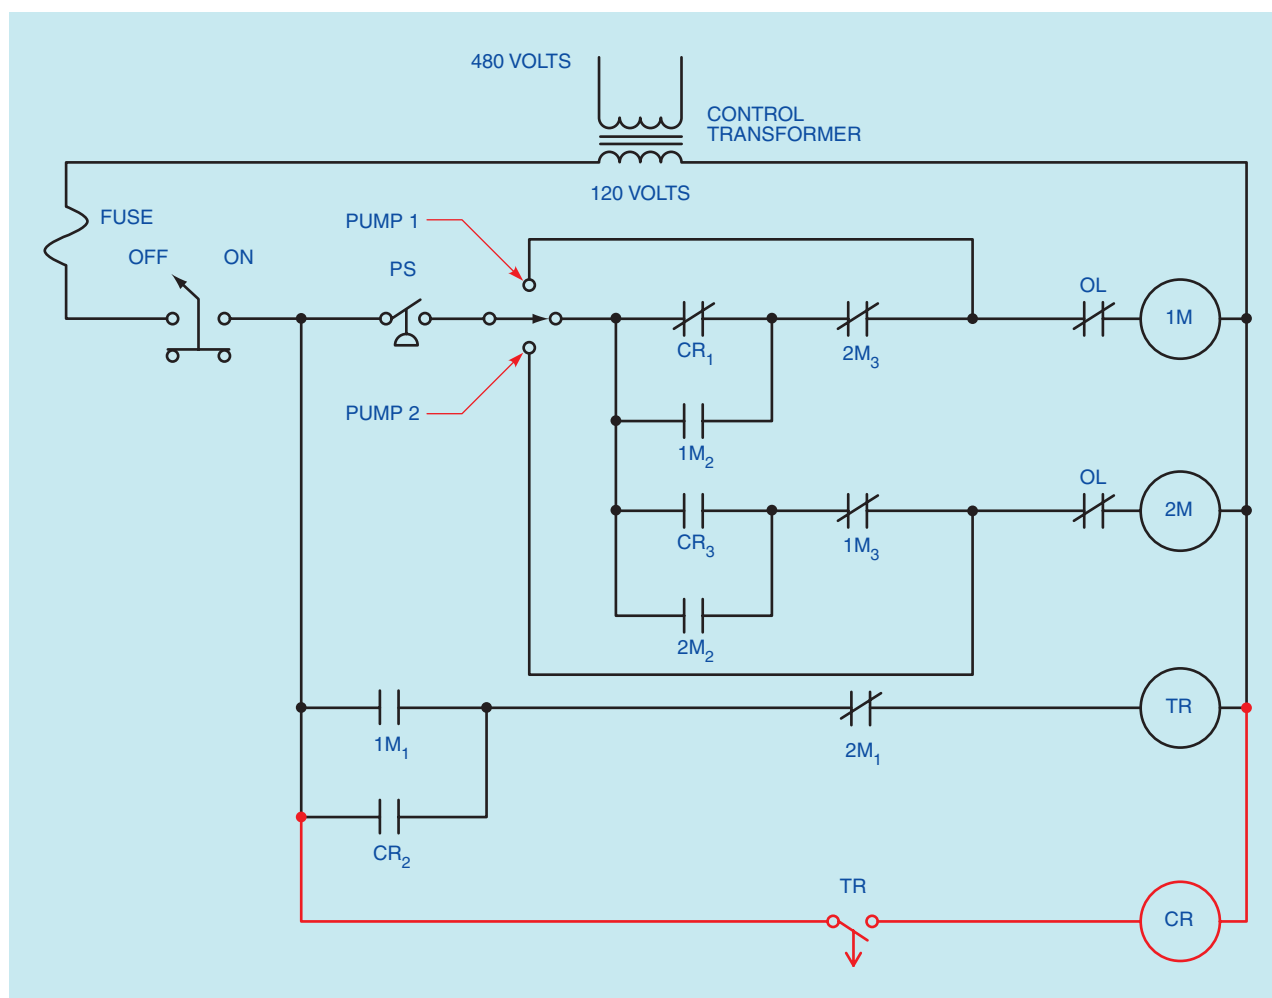 480 VOLTS
CONTROL
TRANSFORMER
120 VOLTS
FUSE
PUMP 1
OFF
ON
PS
OL
1M
CR1
2M3
PUMP 2
1M2
OL
2M
CR3
1M3
2M2
TR
1M1
2M1
CR2
TR
CR